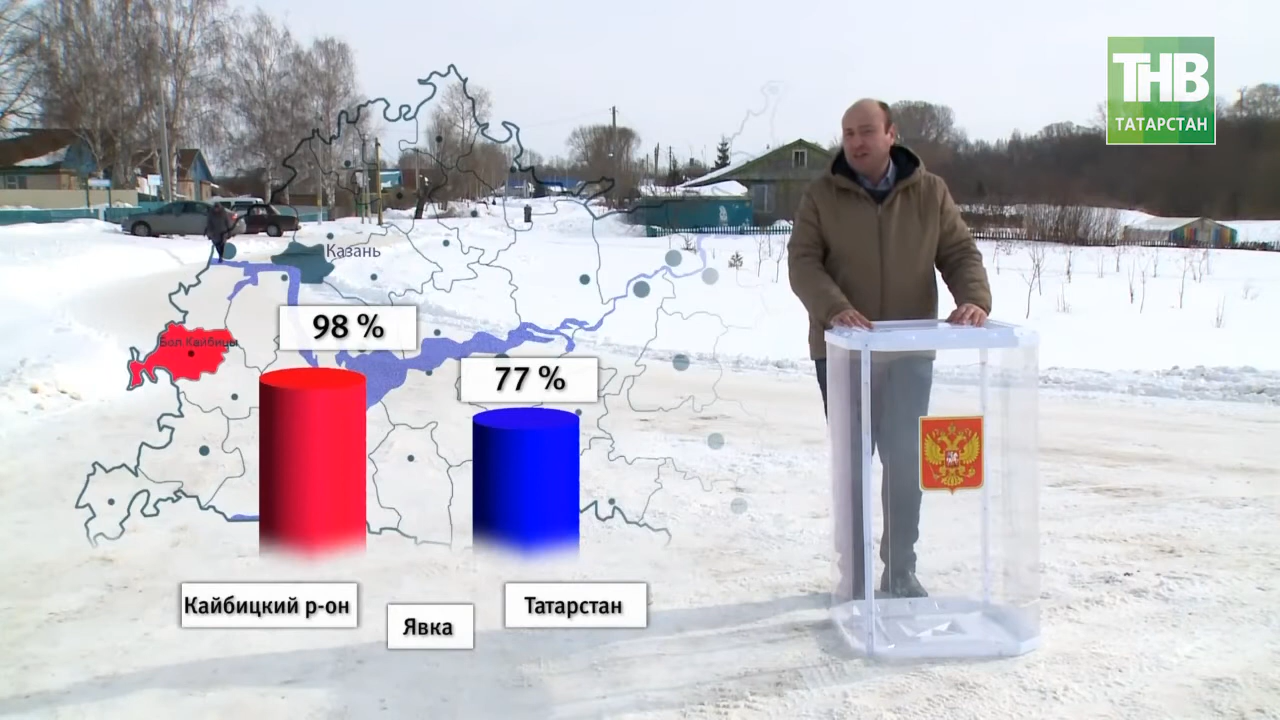 ТНВ
ТАТАРСТАН
Казань
Бол.Кайбицы
98 %
77 %
Кайбицкий р-он
Татарстан
Явка